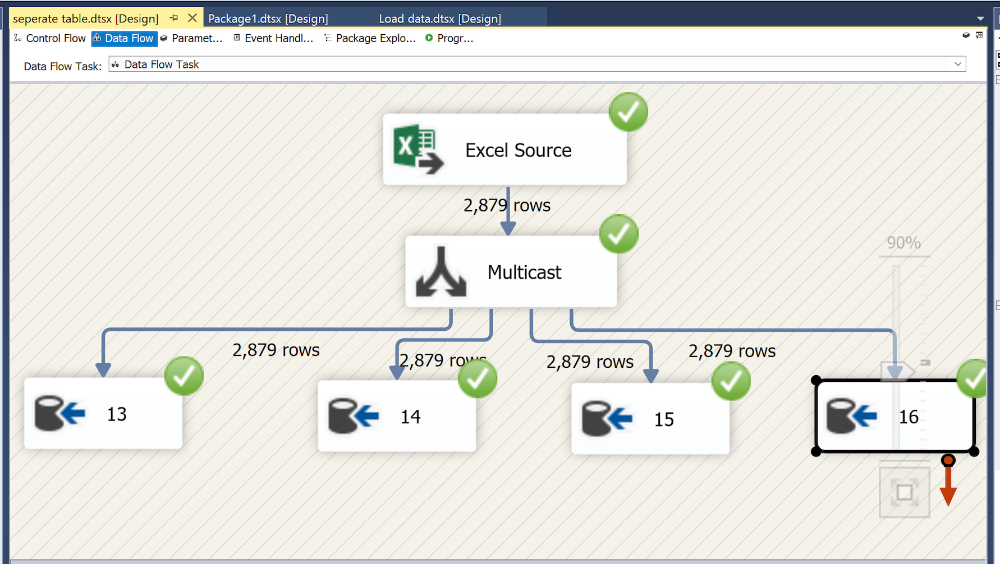 seperate table.dtsx [Design]
Package1.dtsx [Design]
Load data.dtsx [Design]
Control Flow
Data Flow
Paramet...
Event Handl...
Package Explo...
Progr...
Data Flow Task:
Data Flow Task
Excel Source
2,879 rows
Multicast
90%
2,879 rows
2,879 rows
2,879 rows
2,879 rows
13
14
15
16